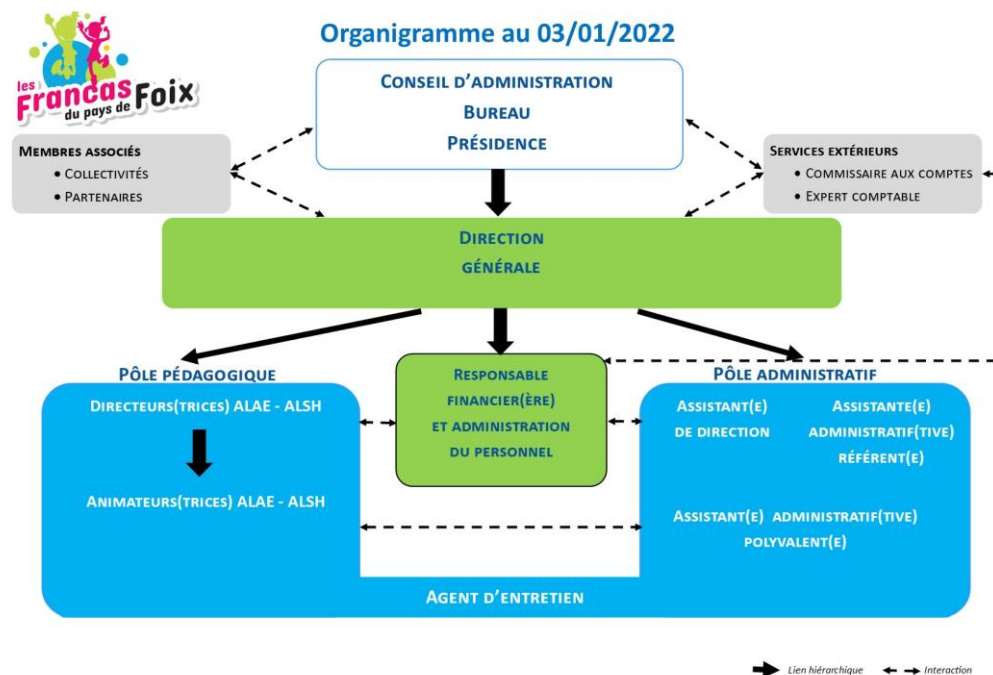 Organigramme au 03/01/2022
les
Francas
du pays de Foix
CONSEIL D'ADMINISTRATION
BUREAU
PRÉSIDENCE
MEMBRES ASSOCIÉS
• COLLECTIVITÉS
• PARTENAIRES
SERVICES EXTÉRIEURS
• COMMISSAIRE AUX COMPTES
• EXPERT COMPTABLE
DIRECTION
GÉNÉRALE
PÔLE PÉDAGOGIQUE
DIRECTEURS(TRICES) ALAE - ALSH
ANIMATEURS(TRICES) ALAE - ALSH
RESPONSABLE
FINANCIER(ÈRE)
ET ADMINISTRATION
DU PERSONNEL
PÔLE ADMINISTRATIF
ASSISTANT(E)
DE DIRECTION
ASSISTANTE(E)
ADMINISTRATIF(TIVE)
RÉFÉRENT(E)
ASSISTANT(E) ADMINISTRATIF(TIVE)
POLYVALENT(E)
AGENT D'ENTRETIEN
Lien hiérarchique
Interaction